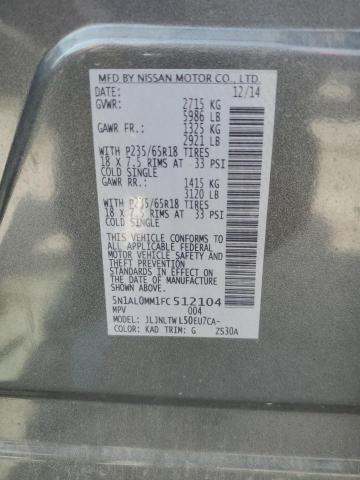 MFD BY NISSAN MOTOR CO., LTD.
DATE: 12/14
GVWR: 2715 KG
5986 LB
GAWR FR: 1325 KG
2921 LB
WITH P235/65R18 TIRES
18 X 7.5 RIMS AT 33 PSI
COLD SINGLE
GAWR RR: 1415 KG
3120 LB
WITH P235/65R18 TIRES
18 X 7.5 RIMS AT 33 PSI
COLD SINGLE
THIS VEHICLE CONFORMS TO
ALL APPLICABLE FEDERAL
MOTOR VEHICLE SAFETY AND
STANDARDS IN EFFECT ON THE
DATE OF MANUFACTURE SHOWN
ABOVE.
5N1AL0MM1FC512104
MPV 004
MODEL: JLJNLTWL50EU7CA-
COLOR: KAD TRIM: G ZS30A